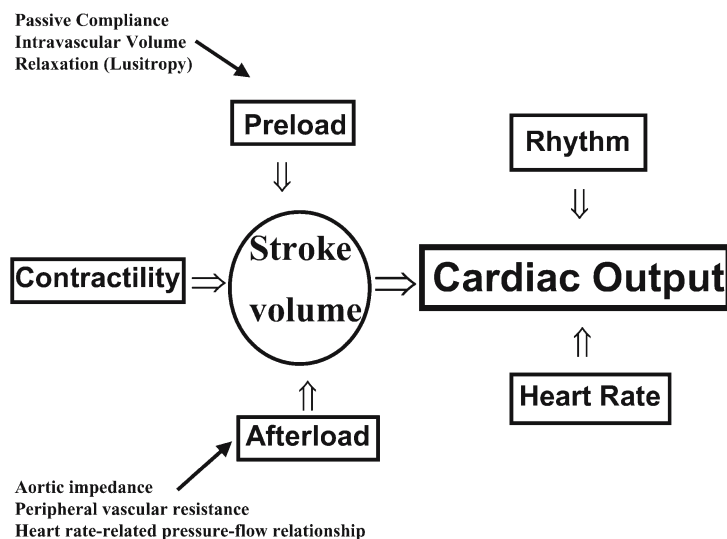 Passive Compliance
Intravascular Volume
Relaxation (Lusitropy)
Preload
Rhythm
Stroke
volume
Contractility
Cardiac Output
Heart Rate
Afterload
Aortic impedance
Peripheral vascular resistance
Heart rate-related pressure-flow relationship